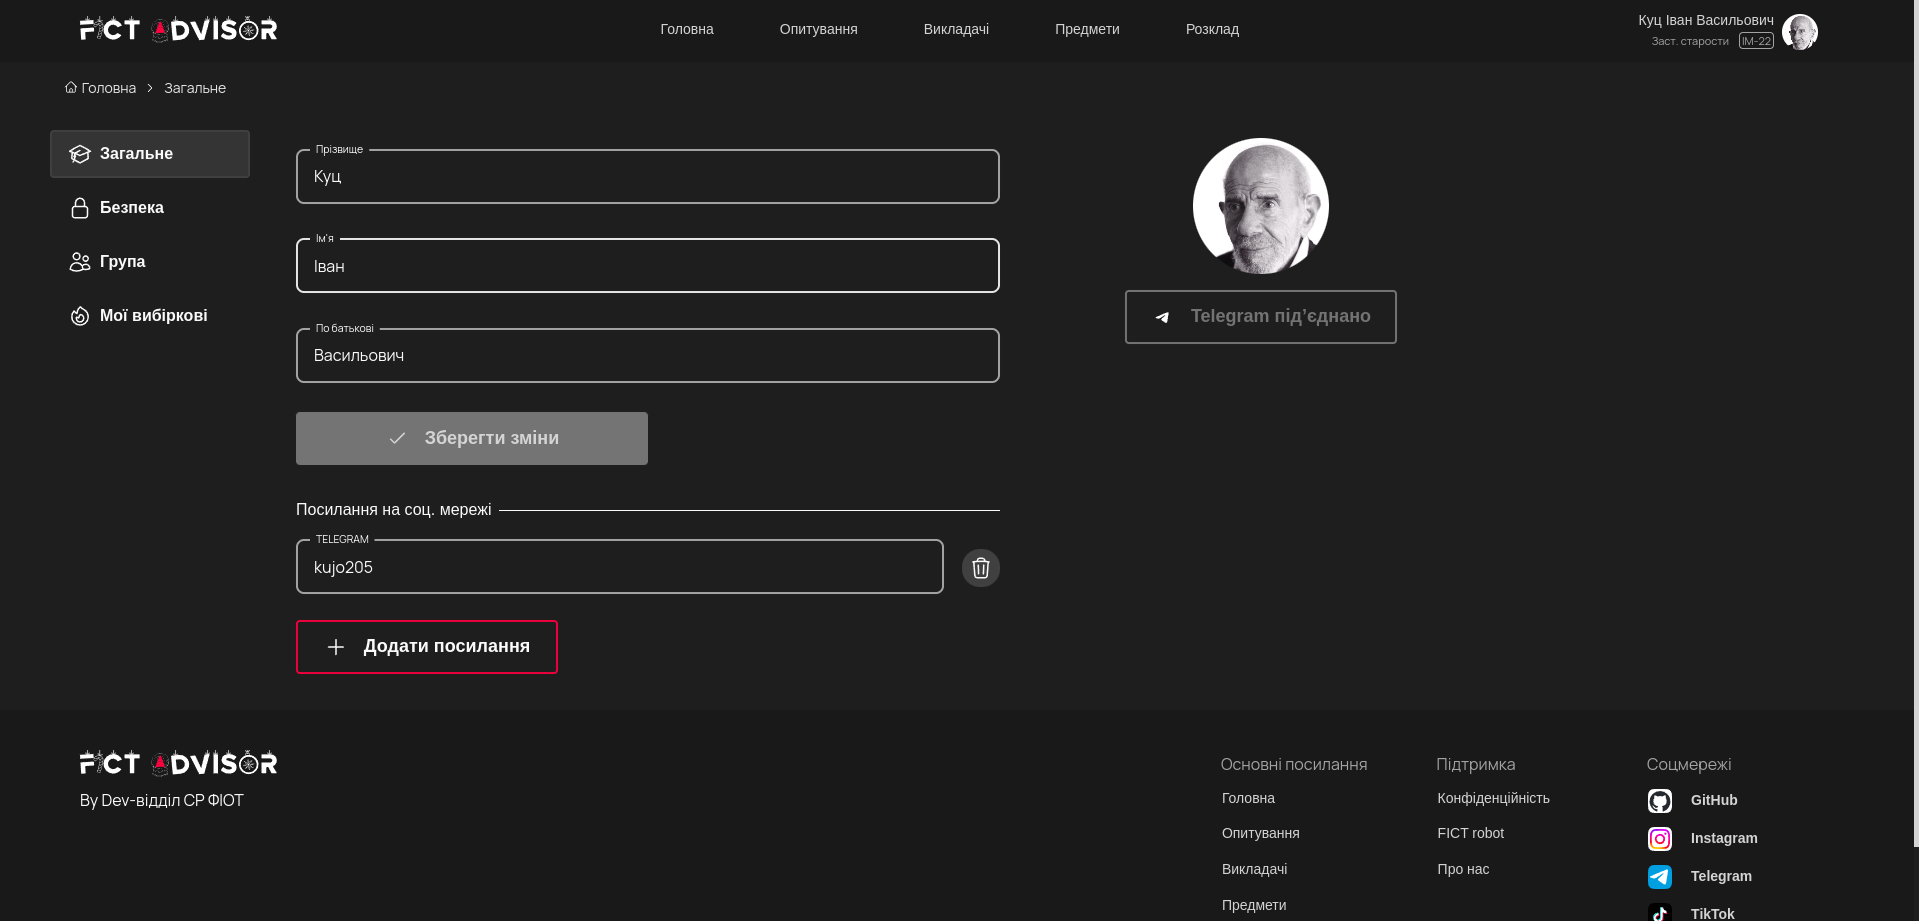 FICT ADVISOR
Головна
Опитування
Викладачі
Предмети
Розклад
Куц Іван Васильович
Заст. старости
ІМ-22
Головна > Загальне
Загальне
Безпека
Група
Мої вибіркові
Прізвище
Куц
Ім'я
Іван
По батькові
Васильович
Зберегти зміни
Telegram під’єднано
Посилання на соц. мережі
TELEGRAM
kujo205
Додати посилання
FICT ADVISOR
By Dev-відділ СР ФІОТ
Основні посилання
Головна
Опитування
Викладачі
Предмети
Підтримка
Конфіденційність
FICT robot
Про нас
Соцмережі
GitHub
Instagram
Telegram
TikTok